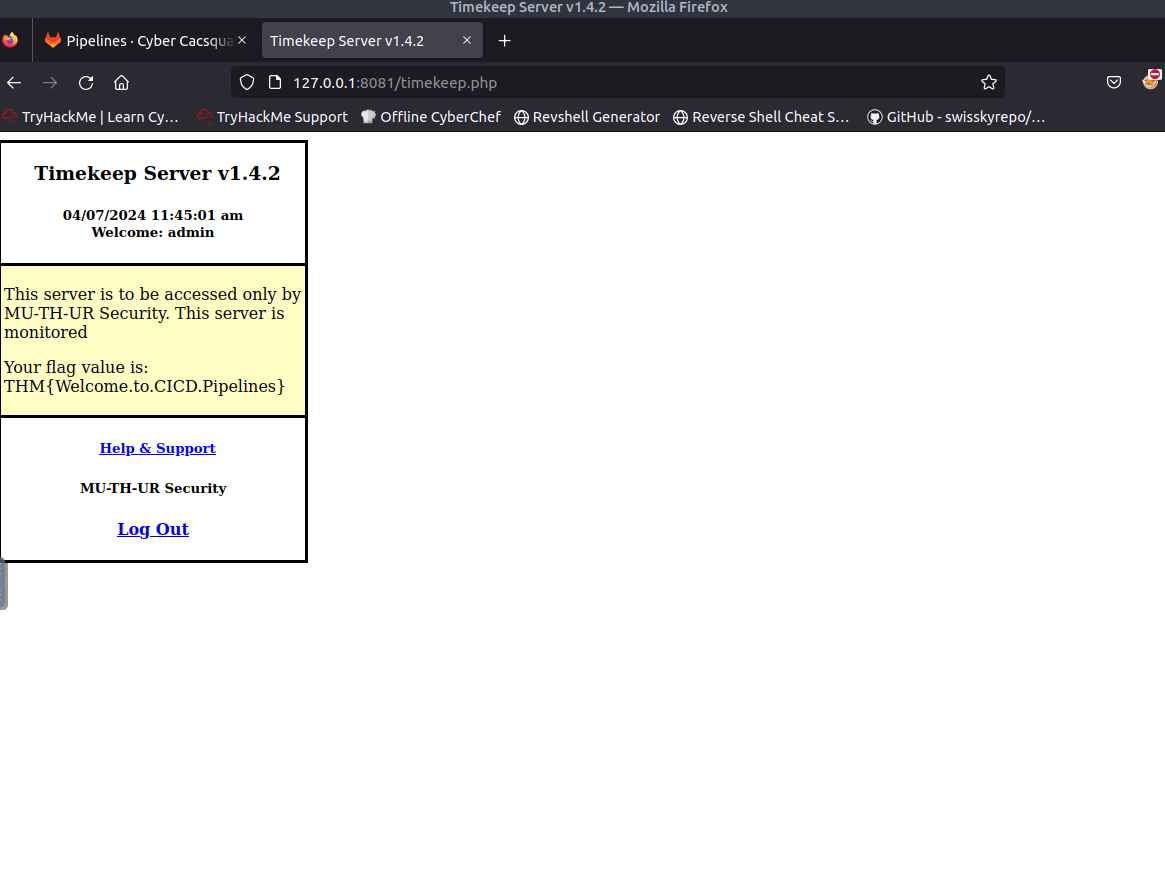 Timekeep Server v1.4.2 — Mozilla Firefox
Pipelines · Cyber Cacsqua
Timekeep Server v1.4.2
127.0.0.1:8081/timekeep.php
TryHackMe | Learn Cy…
TryHackMe Support
Offline CyberChef
Revshell Generator
Reverse Shell Cheat S…
GitHub - swisskyrepo/…
Timekeep Server v1.4.2
04/07/2024 11:45:01 am
Welcome: admin
This server is to be accessed only by
MU-TH-UR Security. This server is
monitored
Your flag value is:
THM{Welcome.to.CICD.Pipelines}
Help & Support
MU-TH-UR Security
Log Out